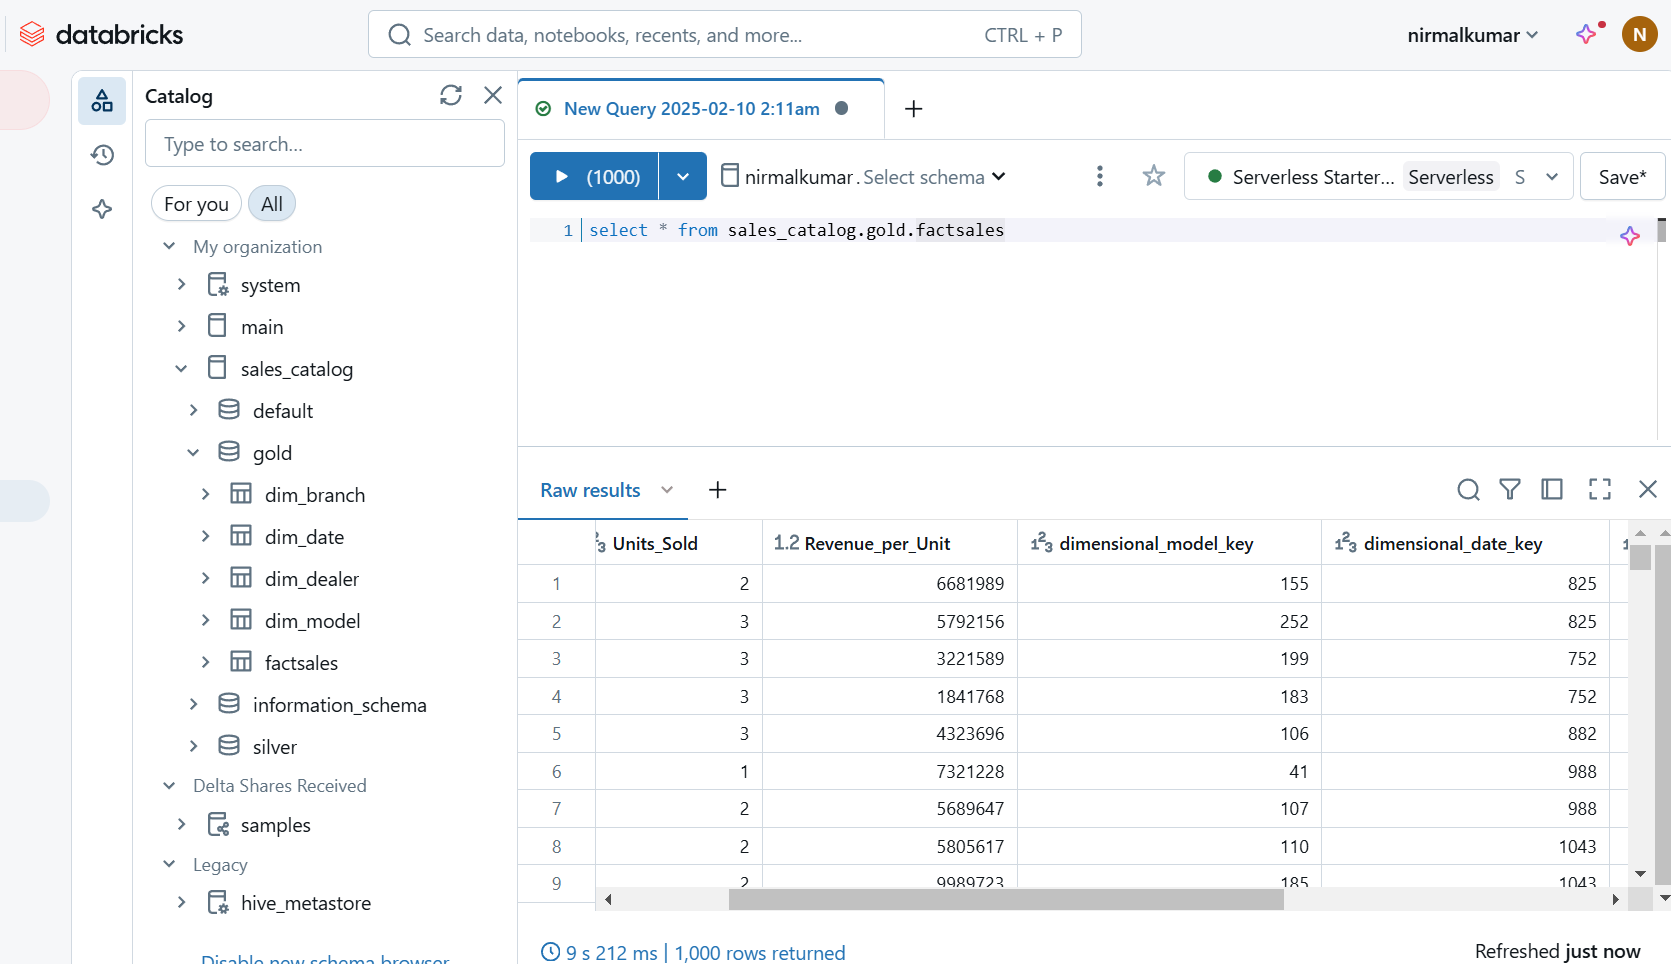 databricks
Search data, notebooks, recents, and more... CTRL + P
nirmalkumar
N
Catalog
Type to search...
For you All
My organization
system
main
sales_catalog
default
gold
dim_branch
dim_date
dim_dealer
dim_model
factsales
information_schema
silver
Delta Shares Received
samples
Legacy
hive_metastore
Disable new schema browser
New Query 2025-02-10 2:11am
(1000) nirmalkumar. Select schema Serverless Starter... Serverless S Save*
1 select * from sales_catalog.gold.factsales
Raw results
Units_Sold 1.2 Revenue_per_Unit 123 dimensional_model_key 123 dimensional_date_key
1 2 6681989 155 825
2 3 5792156 252 825
3 3 3221589 199 752
4 3 1841768 183 752
5 3 4323696 106 882
6 1 7321228 41 988
7 2 5689647 107 988
8 2 5805617 110 1043
9 2 9989723 185 1043
9 s 212 ms | 1,000 rows returned
Refreshed just now